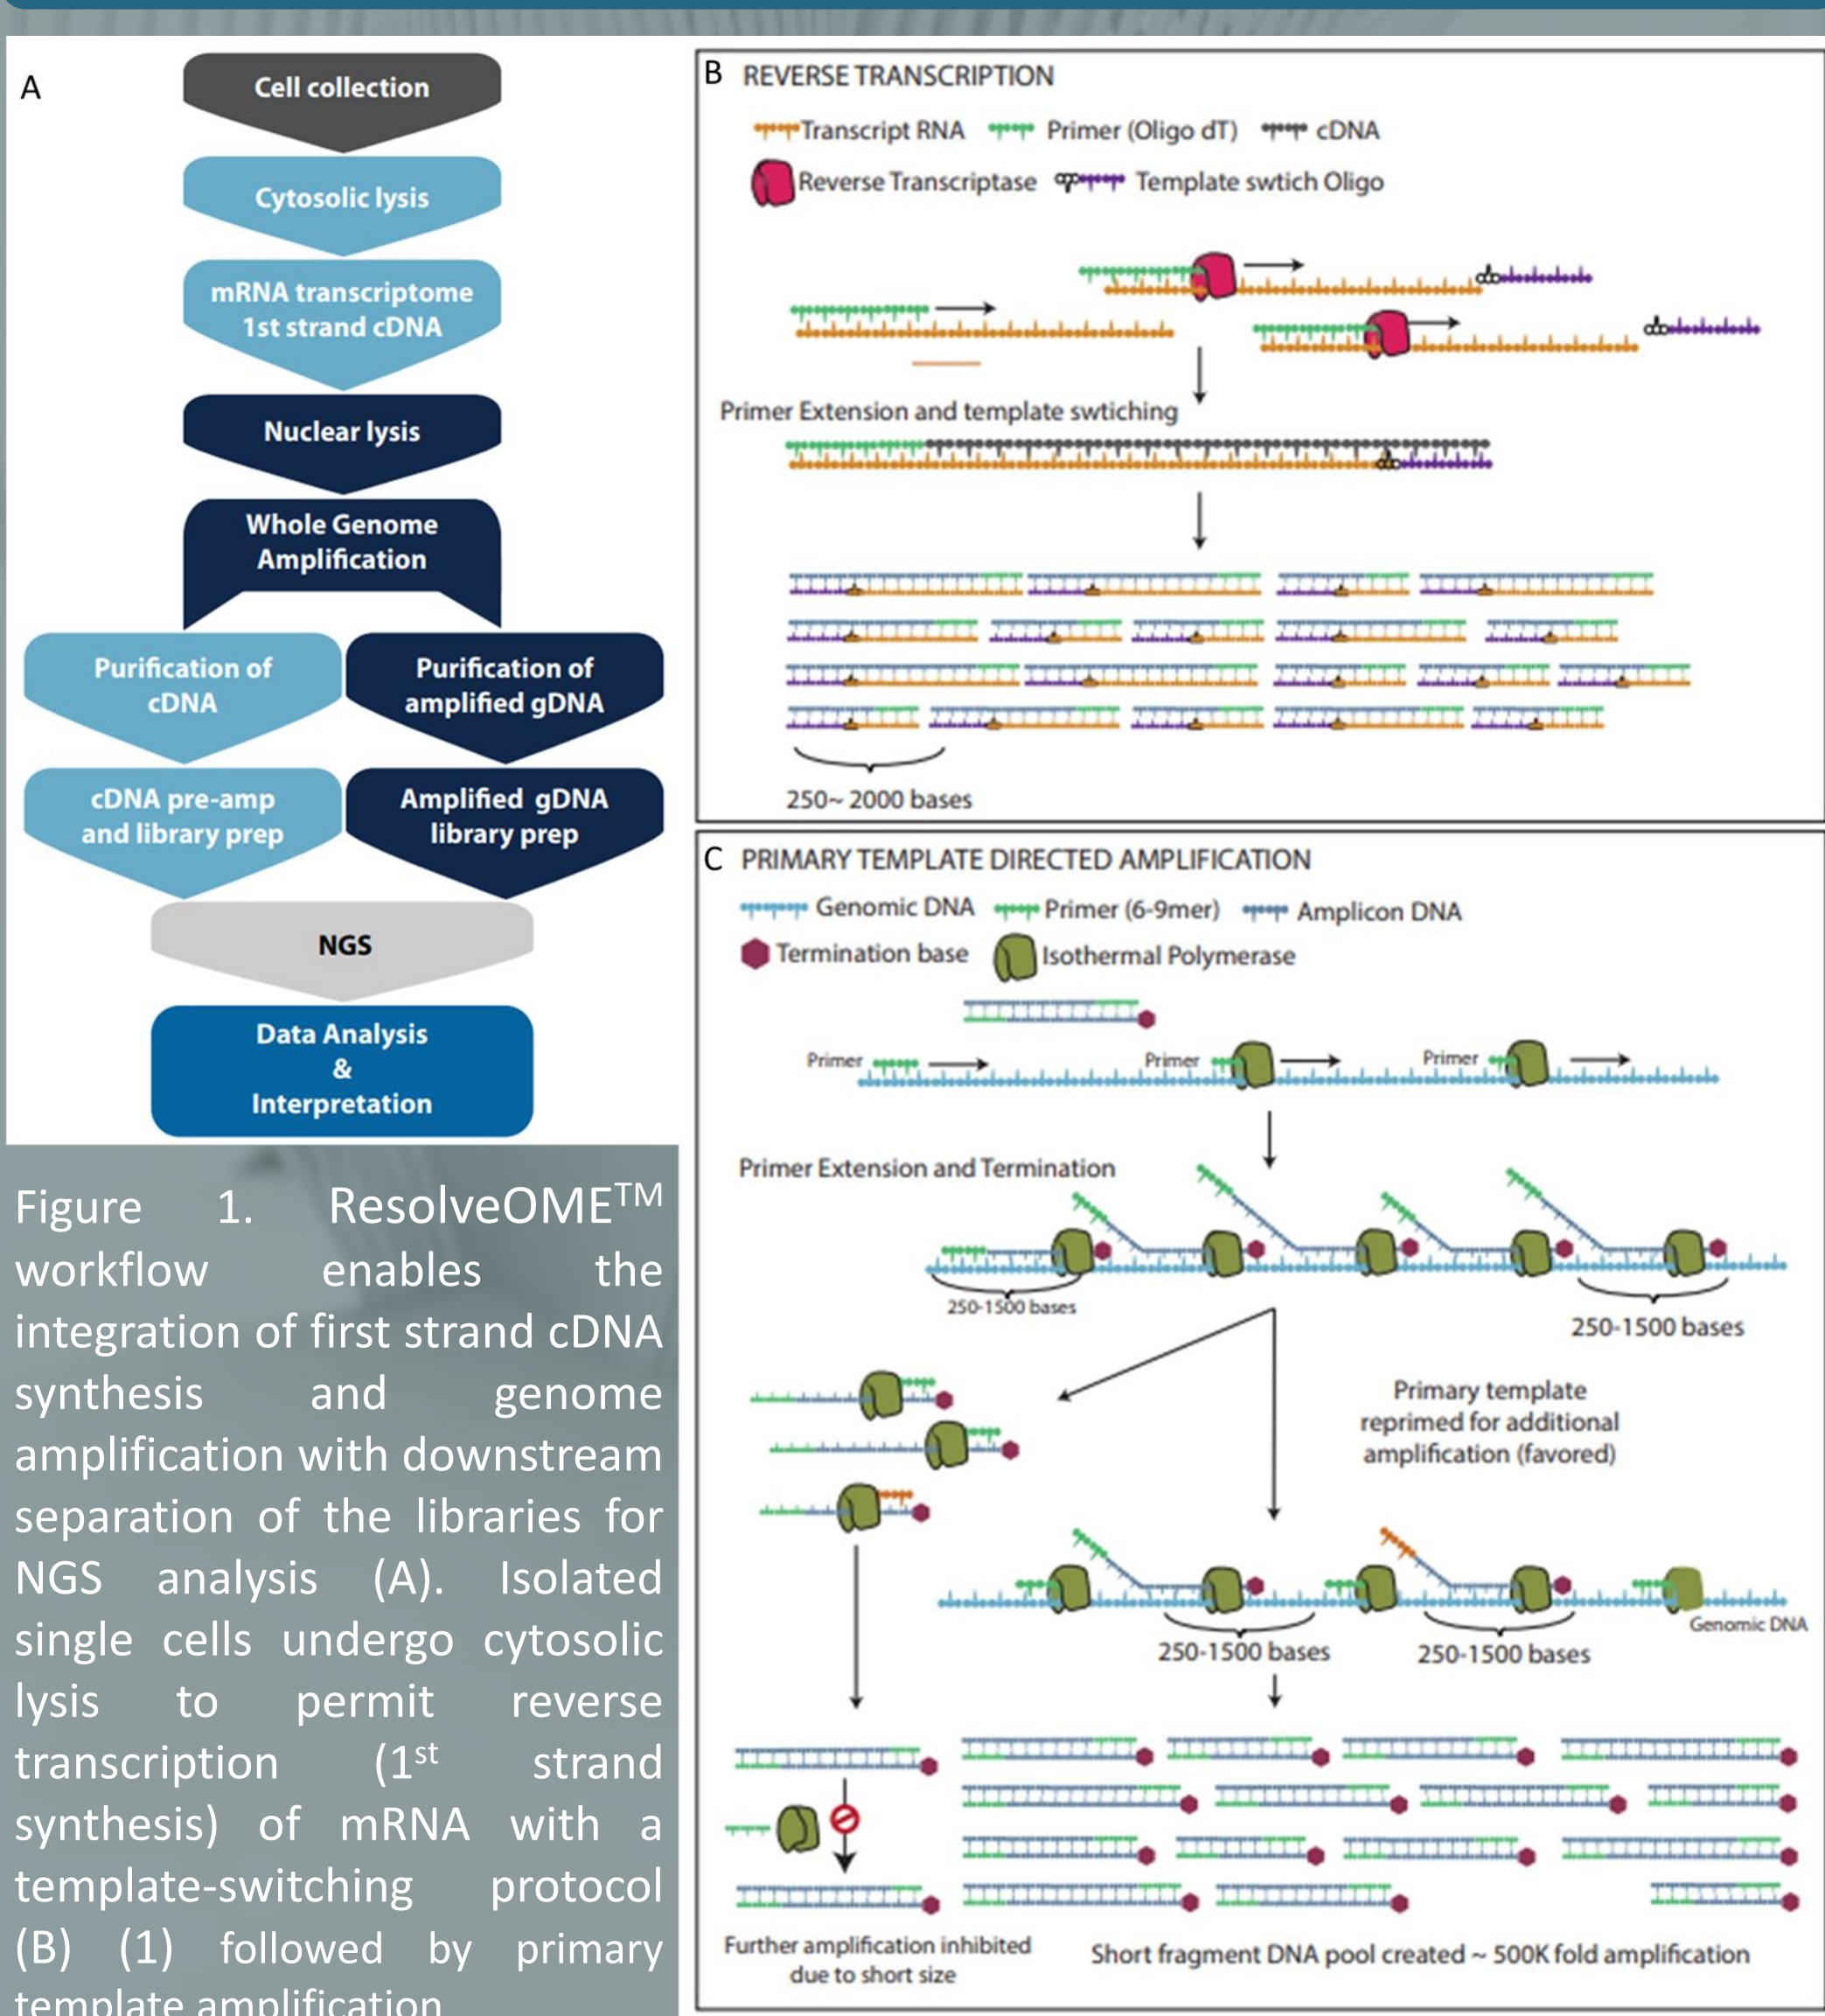 A
Cell collection
Cytosolic lysis
mRNA transcriptome
1st strand cDNA
Nuclear lysis
Whole Genome
Amplification
Purification of
cDNA
Purification of
amplified gDNA
cDNA pre-amp
and library prep
Amplified gDNA
library prep
NGS
Data Analysis
&
Interpretation
Figure 1. ResolveOME™
workflow enables the
integration of first strand cDNA
synthesis and genome
amplification with downstream
separation of the libraries for
NGS analysis (A). Isolated
single cells undergo cytosolic
lysis to permit reverse
transcription (1st strand
synthesis) of mRNA with a
template-switching protocol
(B) (1) followed by primary
template amplification
B REVERSE TRANSCRIPTION
Transcript RNA Primer (Oligo dT) cDNA
Reverse Transcriptase Template swtich Oligo
Primer Extension and template swtiching
250~ 2000 bases
C PRIMARY TEMPLATE DIRECTED AMPLIFICATION
Genomic DNA Primer (6-9mer) Amplicon DNA
Termination base Isothermal Polymerase
Primer Primer Primer
Primer Extension and Termination
250-1500 bases
250-1500 bases
Primary template
reprimed for additional
amplification (favored)
Genomic DNA
250-1500 bases 250-1500 bases
Further amplification inhibited
due to short size
Short fragment DNA pool created ~ 500K fold amplification